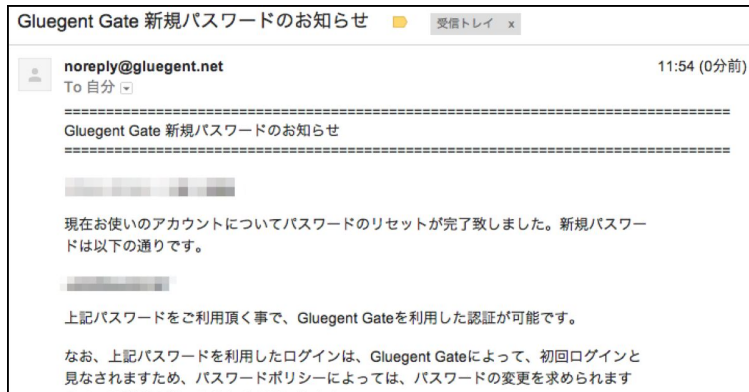 Gluegent Gate 新規パスワードのお知らせ 受信トレイ x
noreply@gluegent.net 11:54 (0分前)
To 自分
================================================================================
Gluegent Gate 新規パスワードのお知らせ
================================================================================
現在お使いのアカウントについてパスワードのリセットが完了致しました。新規パスワー
ドは以下の通りです。
上記パスワードをご利用頂く事で、Gluegent Gateを利用した認証が可能です。
なお、上記パスワードを利用したログインは、Gluegent Gateによって、初回ログインと
見なされますため、パスワードポリシーによっては、パスワードの変更を求められます